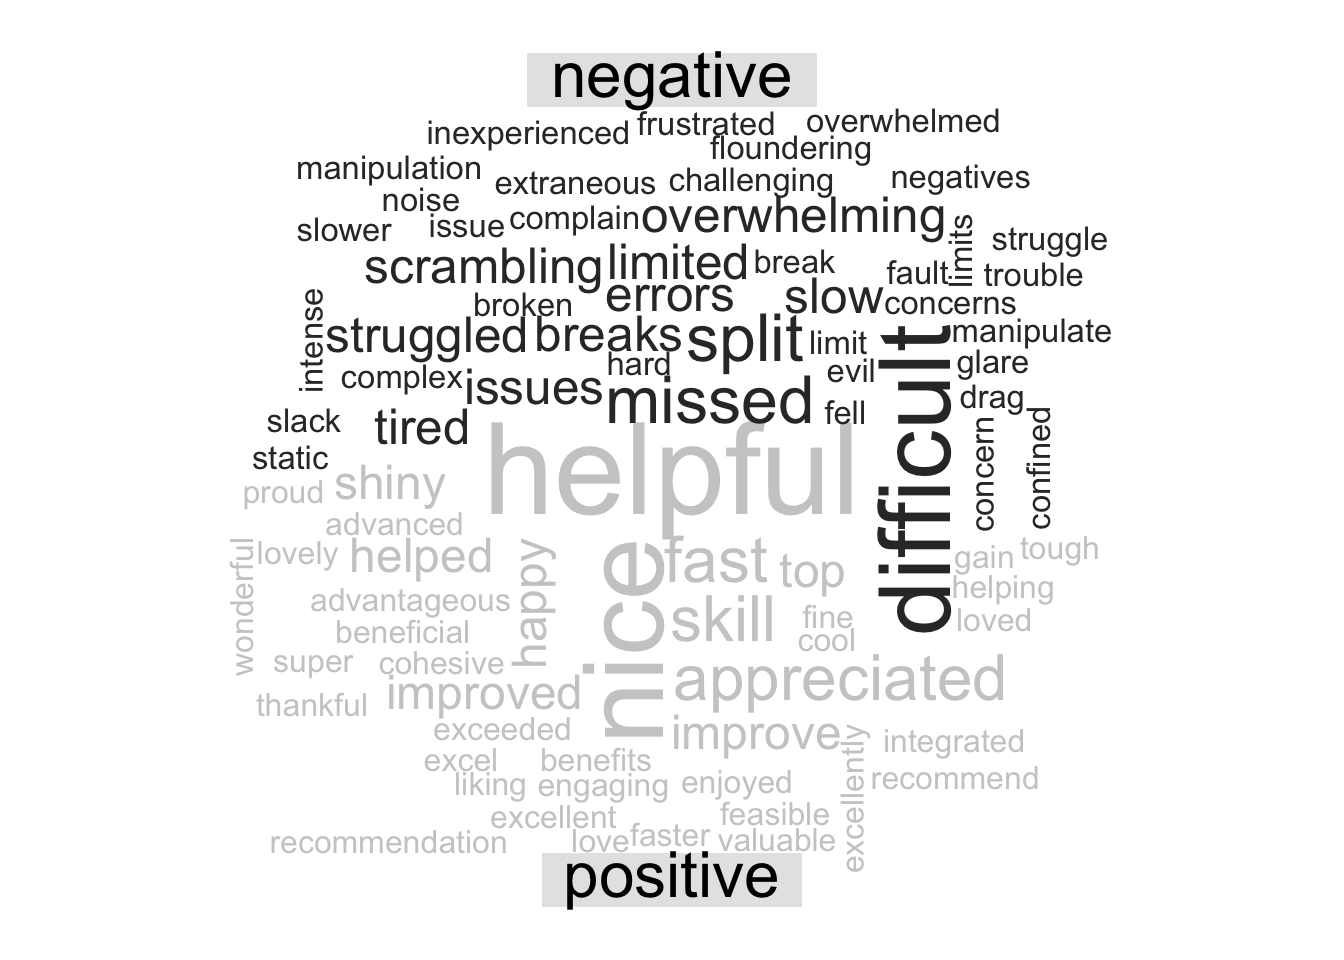 negative
inexperienced frustrated overwhelmed
floundering
manipulation extraneous challenging negatives
noise
slower issue complain overwhelming limits struggle
scrambling limited break fault trouble
intense broken errors slow concerns
struggled breaks split limit manipulate
hard evil difficult glare
complex issues missed drag
slack tired fell concern confined
static helpful
proud shiny
advanced
wonderful lovely helped happy nice fast top gain tough
advantageous helping
beneficial skill fine loved
cool
super cohesive appreciated
thankful improved
exceeded improve excellently integrated
excel benefits
liking engaging enjoyed recommend
excellent feasible
recommendation love faster valuable
positive